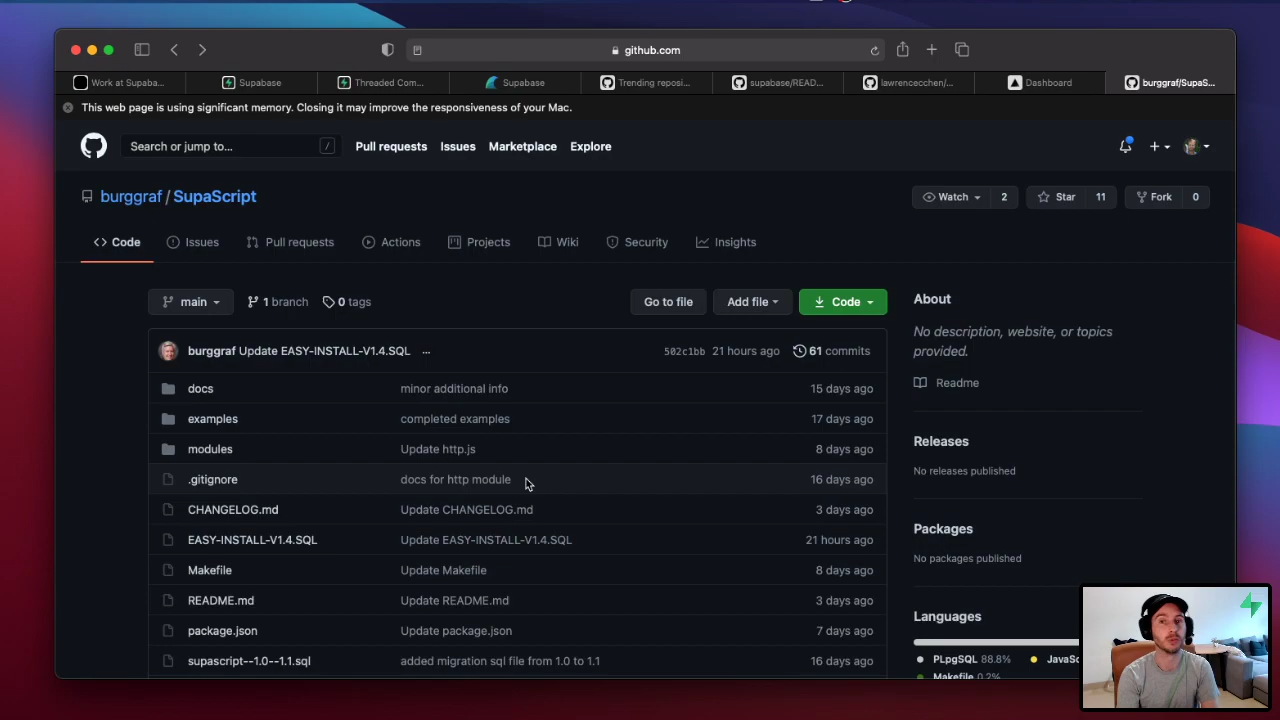 github.com
Work at Supaba...
Supabase
Threaded Com...
Supabase
Trending reposi...
supabase/READ...
lawrencecchen/...
Dashboard
burggraf/SupaS...
This web page is using significant memory. Closing it may improve the responsiveness of your Mac.
Search or jump to...
/
Pull requests
Issues
Marketplace
Explore
burggraf / SupaScript
Watch 2
Star 11
Fork 0
Code
Issues
Pull requests
Actions
Projects
Wiki
Security
Insights
main
1 branch
0 tags
Go to file
Add file
Code
burggraf Update EASY-INSTALL-V1.4.SQL ... 502c1bb 21 hours ago 61 commits
docs minor additional info 15 days ago
examples completed examples 17 days ago
modules Update http.js 8 days ago
.gitignore docs for http module 16 days ago
CHANGELOG.md Update CHANGELOG.md 3 days ago
EASY-INSTALL-V1.4.SQL Update EASY-INSTALL-V1.4.SQL 21 hours ago
Makefile Update Makefile 8 days ago
README.md Update README.md 3 days ago
package.json Update package.json 7 days ago
supascript--1.0--1.1.sql added migration sql file from 1.0 to 1.1 16 days ago
About
No description, website, or topics
provided.
Readme
Releases
No releases published
Packages
No packages published
Languages
PLpgSQL 88.8% JavaSc
Makefile 0.2%